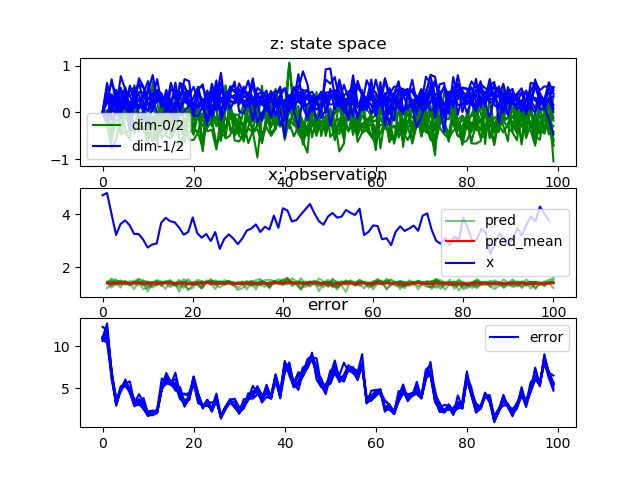 z: state space
1
0
−1
dim-0/2
dim-1/2
0 20 40 60 80 100
x: observation
4
2
pred
pred_mean
x
0 20 40 60 80 100
error
10
5
error
0 20 40 60 80 100